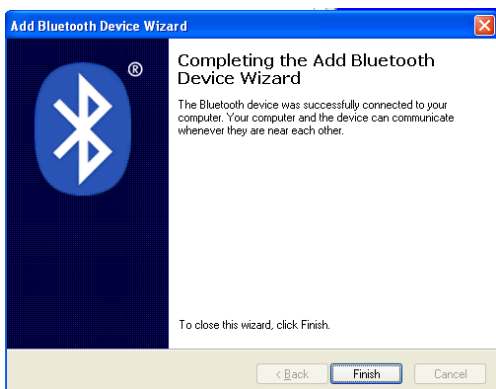 Add Bluetooth Device Wizard
®
Completing the Add Bluetooth
Device Wizard
The Bluetooth device was successfully connected to your
computer. Your computer and the device can communicate
whenever they are near each other.
To close this wizard, click Finish.
< Back
Finish
Cancel